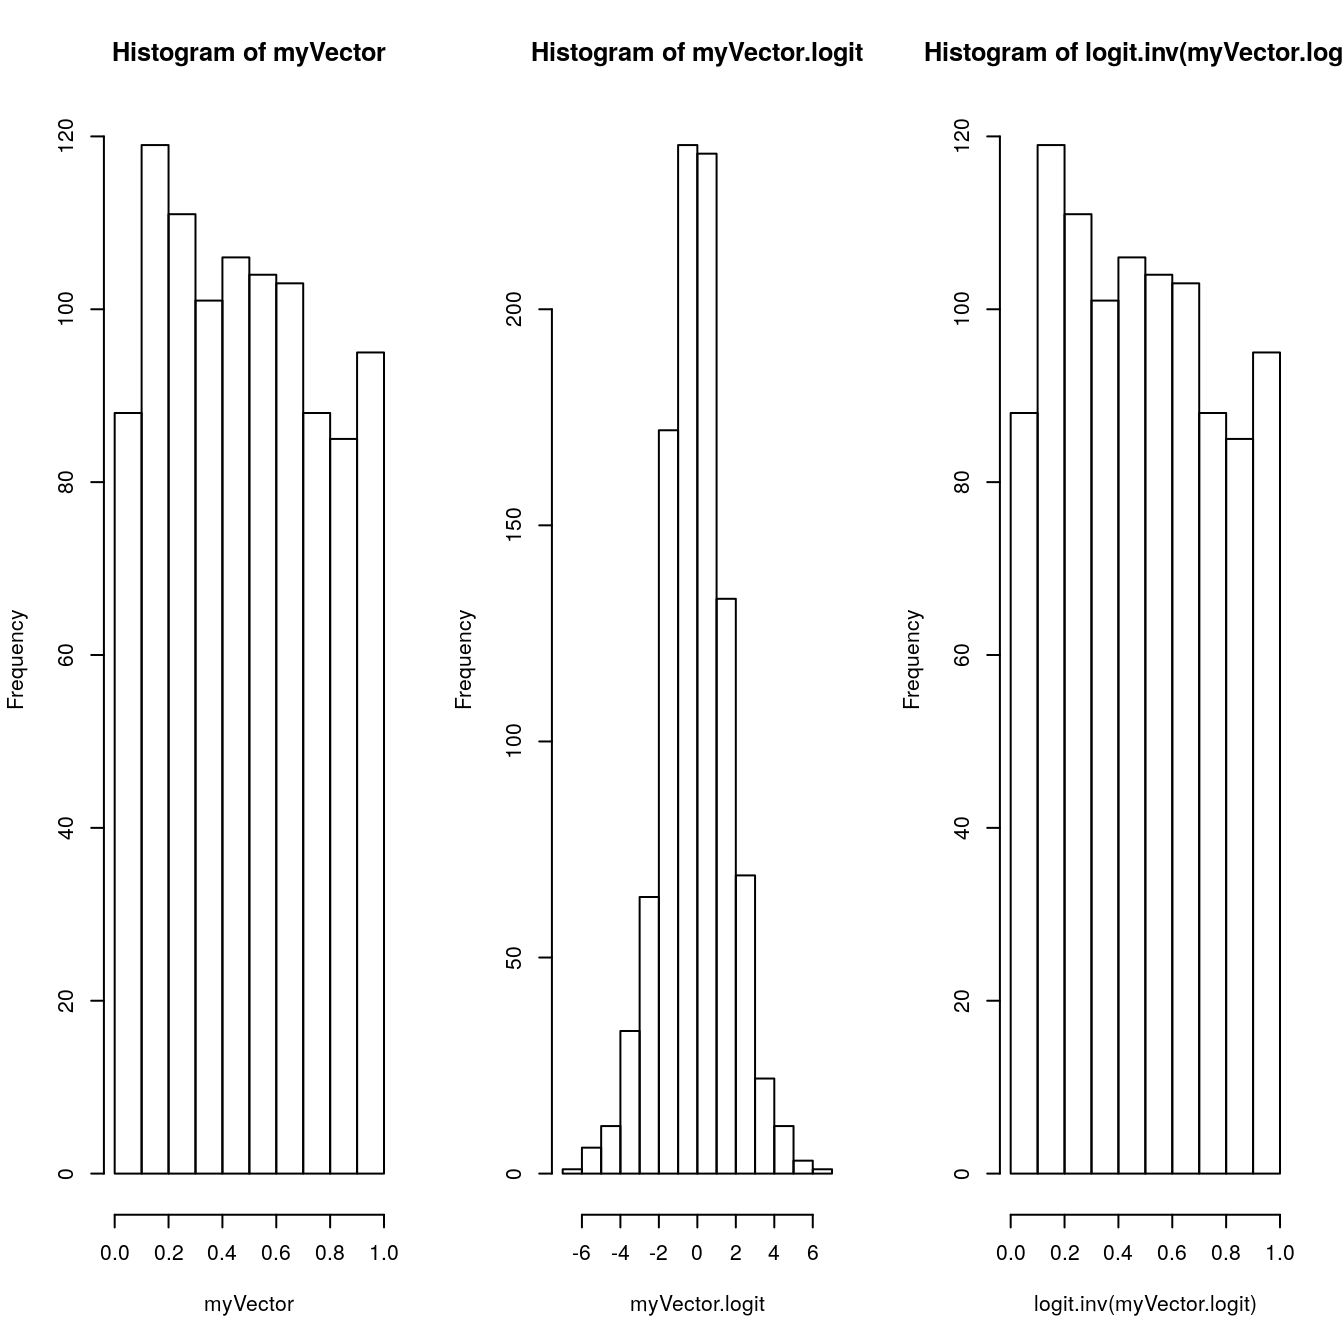 Histogram of myVector
120
100
80
60
40
20
0
Frequency
0.0 0.2 0.4 0.6 0.8 1.0
myVector
Histogram of myVector.logit
200
150
100
50
0
Frequency
-6 -4 -2 0 2 4 6
myVector.logit
Histogram of logit.inv(myVector.log
120
100
80
60
40
20
0
Frequency
0.0 0.2 0.4 0.6 0.8 1.0
logit.inv(myVector.logit)